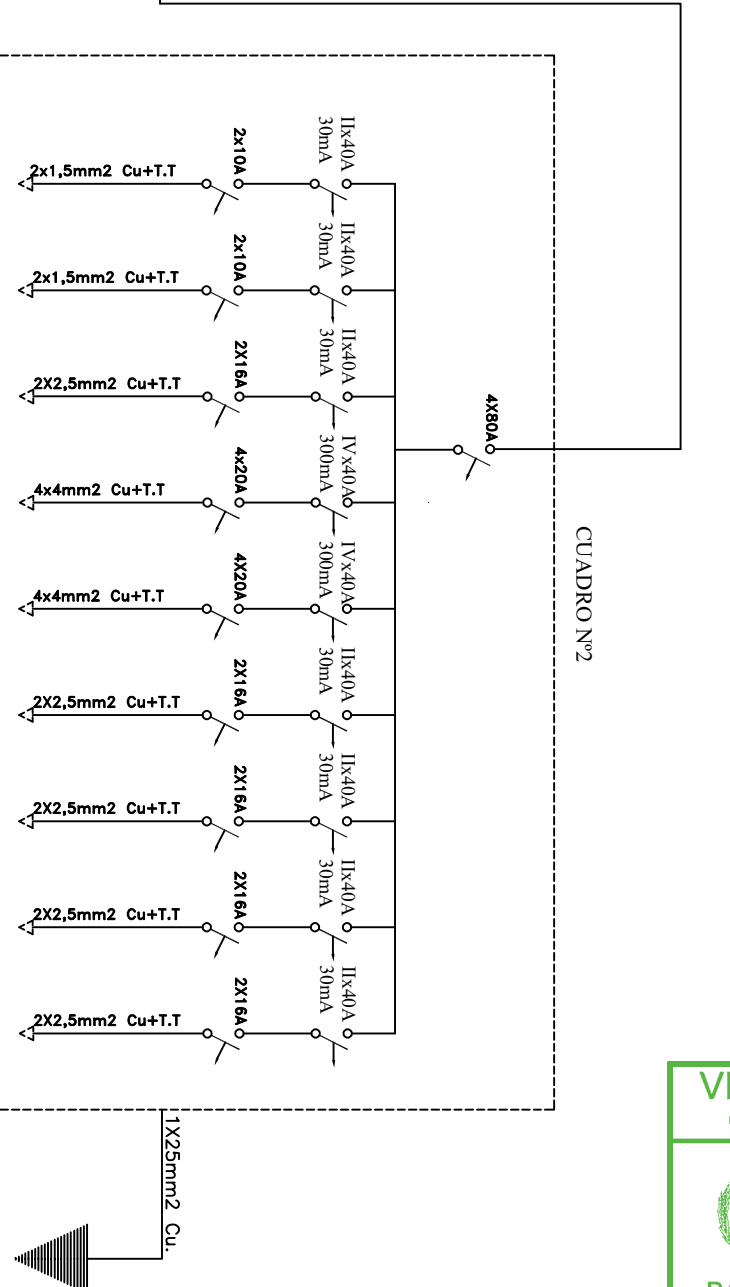 CUADRO Nº2
4X80A
IIx40A
30mA
2x10A
2x1,5mm2 Cu+T.T
IIx40A
30mA
2x10A
2x1,5mm2 Cu+T.T
IIx40A
30mA
2X16A
2X2,5mm2 Cu+T.T
IVx40A
300mA
4x20A
4x4mm2 Cu+T.T
IVx40A
300mA
4X20A
4x4mm2 Cu+T.T
IIx40A
30mA
2X16A
2X2,5mm2 Cu+T.T
IIx40A
30mA
2X16A
2X2,5mm2 Cu+T.T
IIx40A
30mA
2X16A
2X2,5mm2 Cu+T.T
IIx40A
30mA
2X16A
2X2,5mm2 Cu+T.T
1X25mm2 Cu.